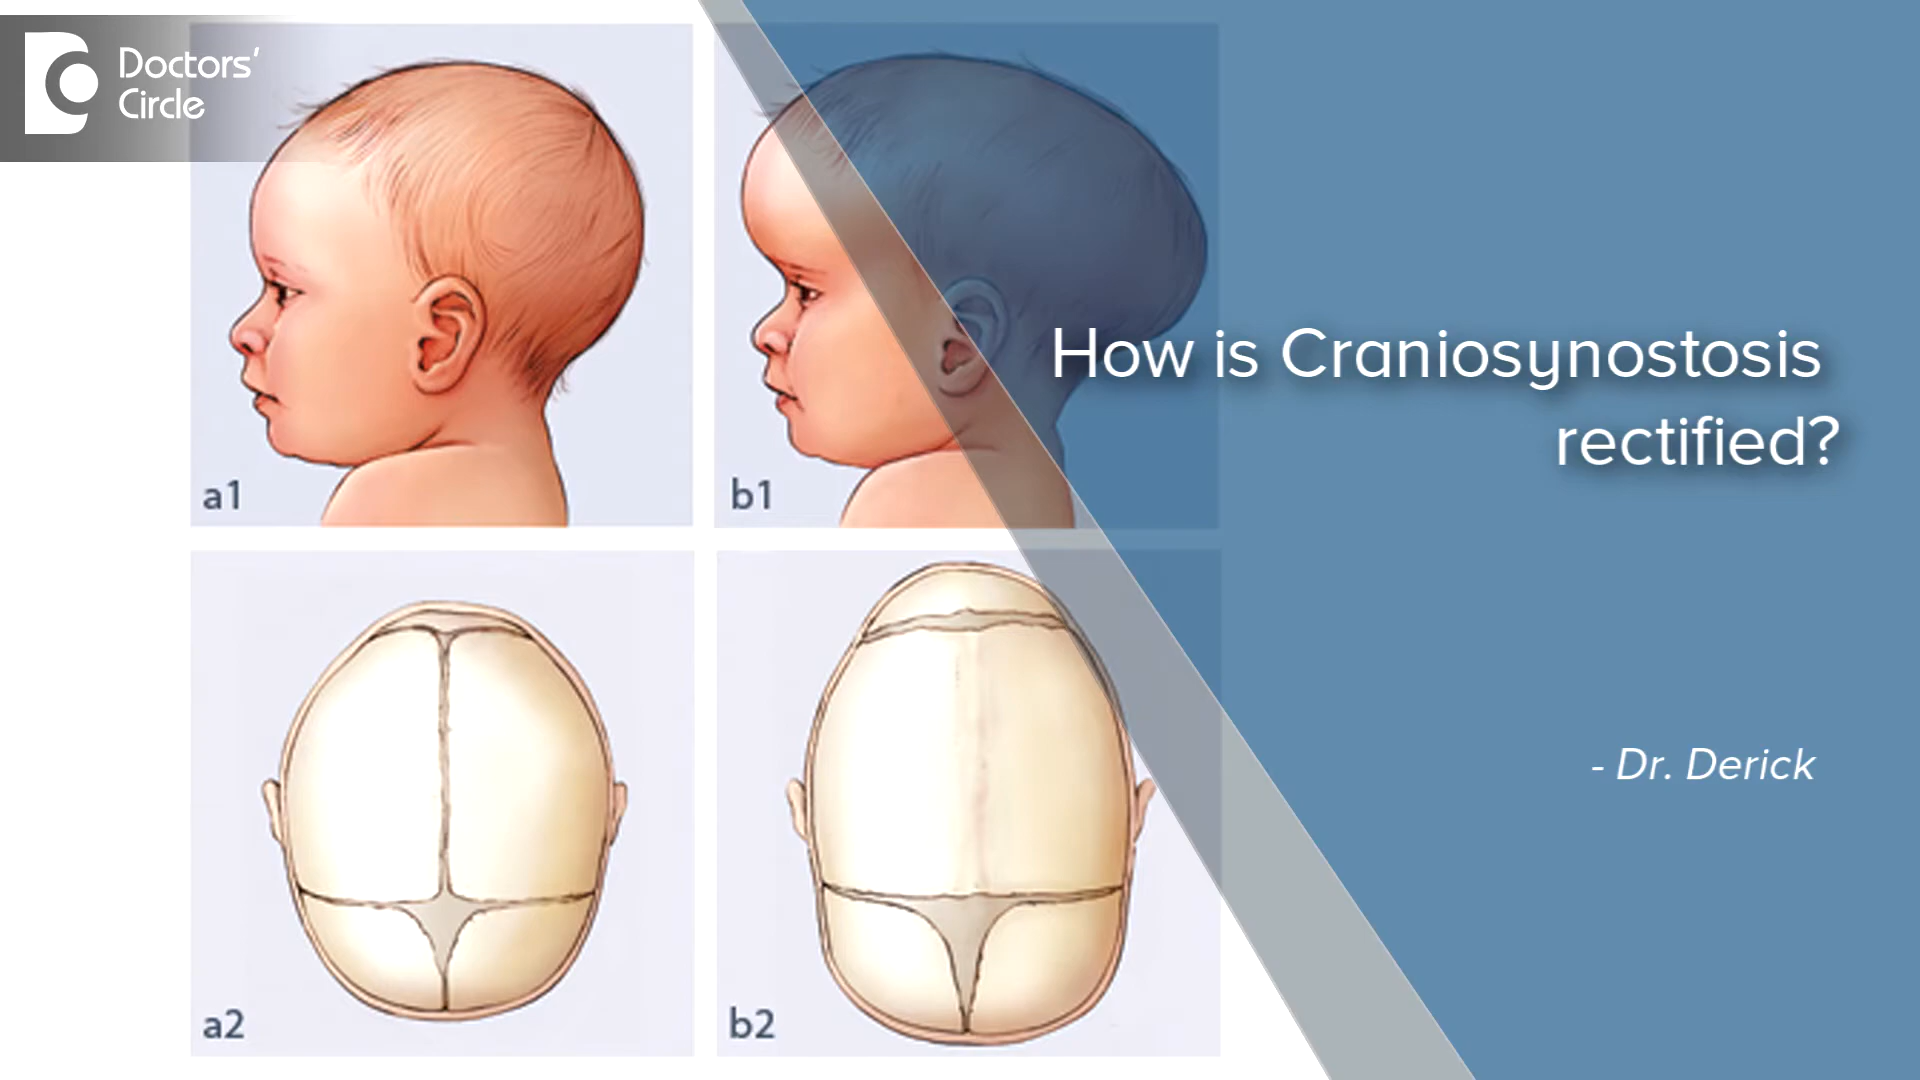 Doctors'
Circle
a1
b1
How is Craniosynostosis
rectified?
- Dr. Derick
a2
b2